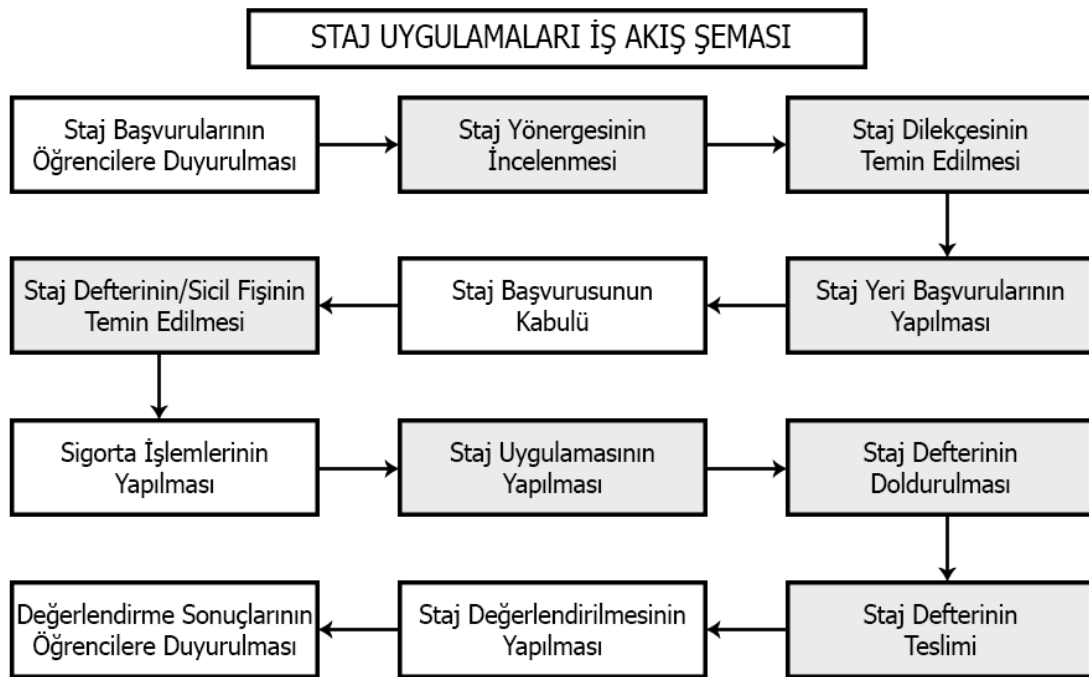 STAJ UYGULAMALARI İŞ AKIŞ ŞEMASI
Staj Başvurularının
Öğrencilere Duyurulması
Staj Yönergesinin
İncelenmesi
Staj Dilekçesinin
Temin Edilmesi
Staj Yeri Başvurularının
Yapılması
Staj Başvurusunun
Kabulü
Staj Defterinin/Sicil Fişinin
Temin Edilmesi
Sigorta İşlemlerinin
Yapılması
Staj Uygulamasının
Yapılması
Staj Defterinin
Doldurulması
Staj Defterinin
Teslimi
Staj Değerlendirilmesinin
Yapılması
Değerlendirme Sonuçlarının
Öğrencilere Duyurulması